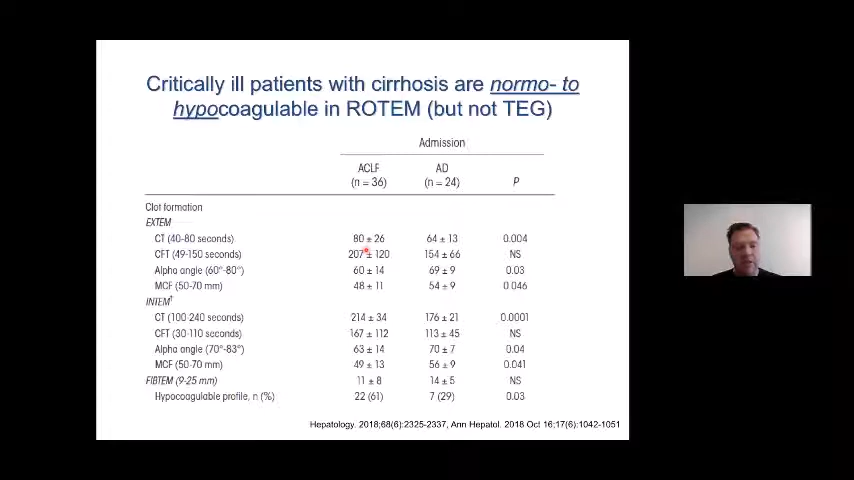 Critically ill patients with cirrhosis are normo- to
hypocoagulable in ROTEM (but not TEG)
Admission
ACLF AD
(n = 36) (n = 24) P
Clot formation
EXTEM
CT (40-80 seconds) 80 ± 26 64 ± 13 0.004
CFT (49-150 seconds) 207 ± 120 154 ± 66 NS
Alpha angle (60°-80°) 60 ± 14 69 ± 9 0.03
MCF (50-70 mm) 48 ± 11 54 ± 9 0.046
INTEM†
CT (100-240 seconds) 214 ± 34 176 ± 21 0.0001
CFT (30-110 seconds) 167 ± 112 113 ± 45 NS
Alpha angle (70°-83°) 63 ± 14 70 ± 7 0.04
MCF (50-70 mm) 49 ± 13 56 ± 9 0.041
FIBTEM (9-25 mm) 11 ± 8 14 ± 5 NS
Hypocoagulable profile, n (%) 22 (61) 7 (29) 0.03
Hepatology. 2018;68(6):2325-2337, Ann Hepatol. 2018 Oct 16;17(6):1042-1051